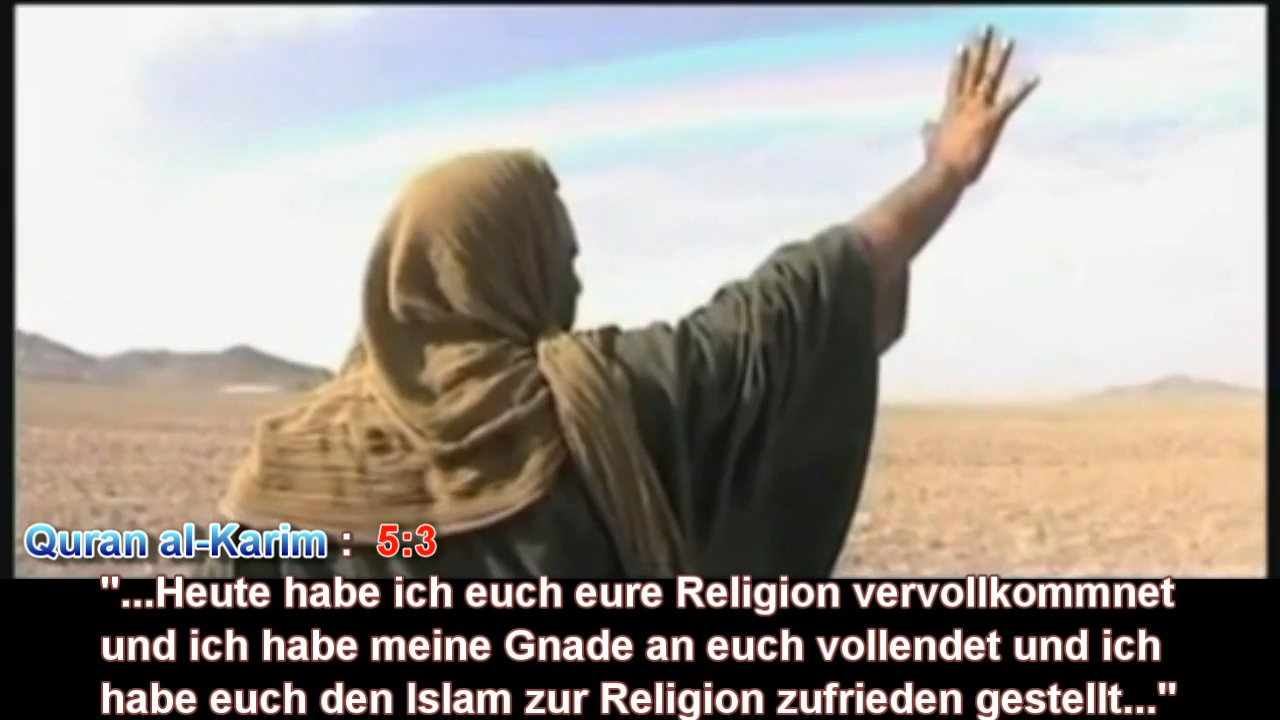 Quran al-Karim : 5:3
"...Heute habe ich euch eure Religion vervollkommnet
und ich habe meine Gnade an euch vollendet und ich
habe euch den Islam zur Religion zufrieden gestellt..."